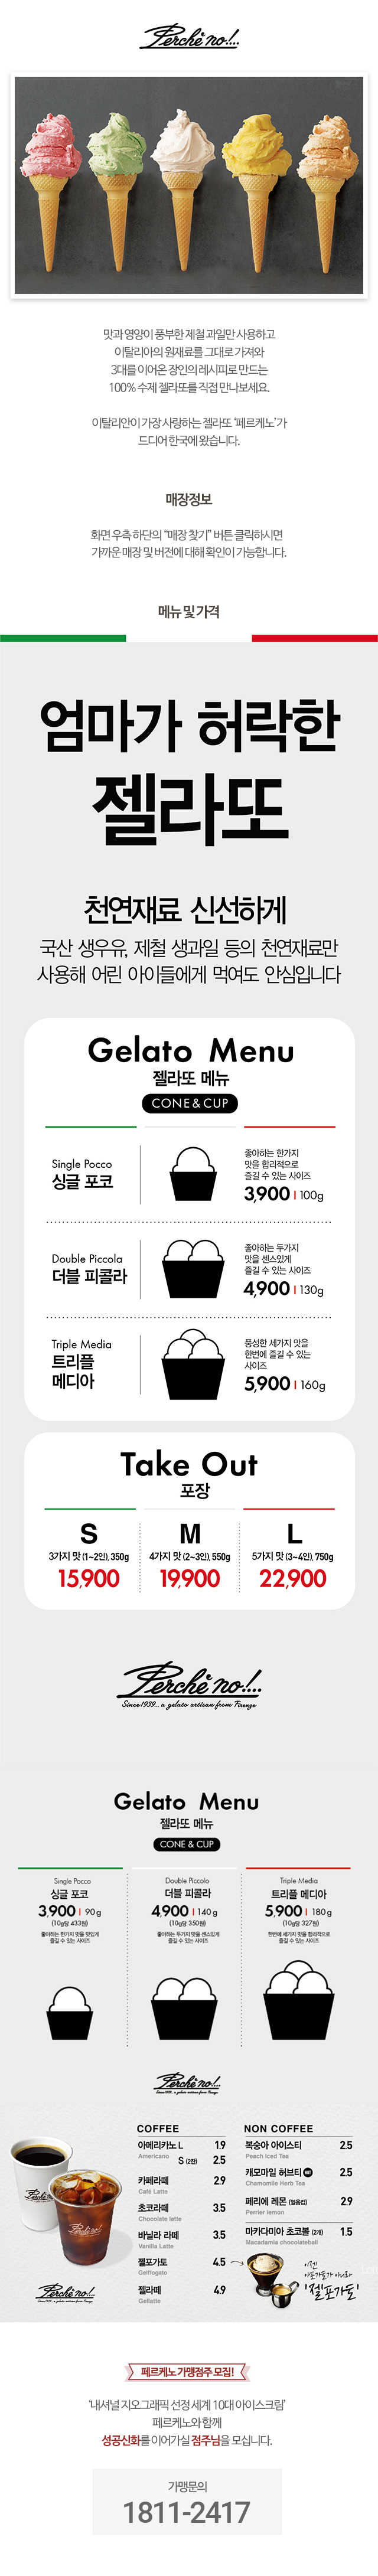 Perchè no!...
맛과 영양이 풍부한 제철 과일만 사용하고
이탈리아의 원재료를 그대로 가져와
3대를 이어온 장인의 레시피로 만드는
100% 수제 젤라또를 직접 만나보세요.
이탈리안이 가장 사랑하는 젤라또 '페르케노'가
드디어 한국에 왔습니다.
매장정보
화면 우측 하단의 "매장 찾기" 버튼 클릭하시면
가까운 매장 및 버전에 대해 확인이 가능합니다.
메뉴 및 가격
엄마가 허락한
젤라또
천연재료 신선하게
국산 생우유, 제철 생과일 등의 천연재료만
사용해 어린 아이들에게 먹여도 안심입니다
Gelato Menu
젤라또 메뉴
CONE & CUP
Single Pocco
싱글 포코
좋아하는 한가지
맛을 합리적으로
즐길 수 있는 사이즈
3,900 | 100g
Double Piccola
더블 피콜라
좋아하는 두가지
맛을 센스있게
즐길 수 있는 사이즈
4,900 | 130g
Triple Media
트리플
메디아
풍성한 세가지 맛을
한번에 즐길 수 있는
사이즈
5,900 | 160g
Take Out
포장
S
3가지 맛 (1~2인), 350g
15,900
M
4가지 맛 (2~3인), 550g
19,900
L
5가지 맛 (3~4인), 750g
22,900
Perchè no!...
Since 1939... a gelato artisan from Firenze
Gelato Menu
젤라또 메뉴
CONE & CUP
Single Pocco
싱글 포코
3,900 | 90g
(10g당 433원)
좋아하는 한가지 맛을 맛있게
즐길 수 있는 사이즈
Double Piccolo
더블 피콜라
4,900 | 140g
(10g당 350원)
좋아하는 두가지 맛을 센스있게
즐길 수 있는 사이즈
Triple Media
트리플 메디아
5,900 | 180g
(10g당 327원)
한번에 세가지 맛을 합리적으로
즐길 수 있는 사이즈
Perchè no!...
COFFEE
아메리카노 L 1.9
Americano
S (2잔) 2.5
카페라떼 2.9
Café Latte
초코라떼 3.5
Chocolate latte
바닐라 라떼 3.5
Vanilla Latte
젤포가토 4.5
Gelffogato
젤라떼 4.9
Gellatte
NON COFFEE
복숭아 아이스티 2.5
Peach Iced Tea
캐모마일 허브티 2.5
Chamomile Herb Tea
페리에 레몬 (얼음컵) 2.9
Perrier lemon
마카다미아 초코볼 (2개) 1.5
Macadamia chocolateball
이젠
아포가토가 아니라
'젤포가토'
Perchè no!...
페르케노 가맹점주 모집!
'내셔널 지오그래픽 선정 세계 10대 아이스크림'
페르케노와 함께
성공신화를 이어가실 점주님을 모십니다.
가맹문의
1811-2417